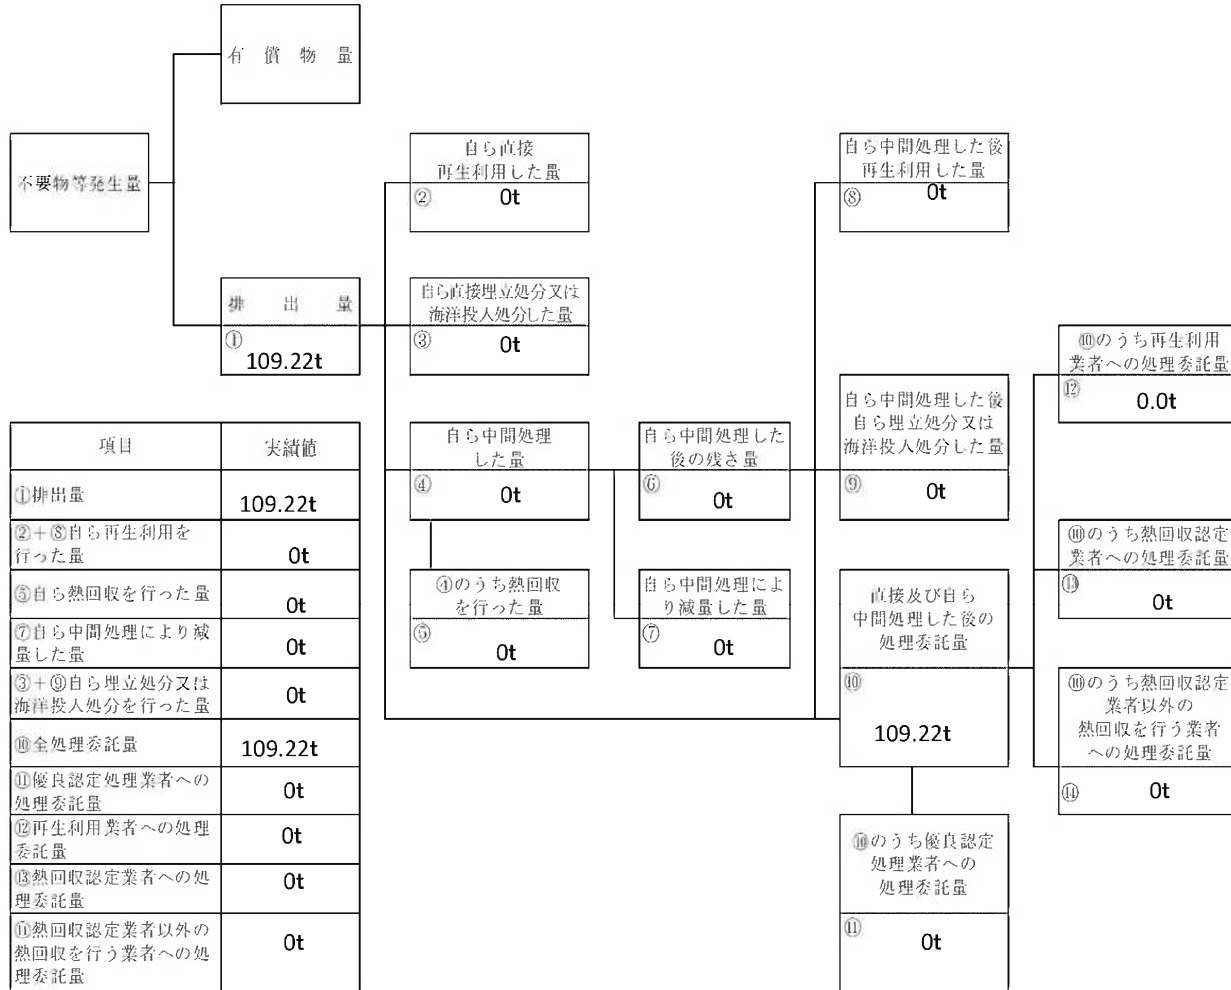 有償物量
不要物等発生量
排出量
①
109.22t
自ら直接
再生利用した量
②
0t
自ら直接埋立処分又は
海洋投入処分した量
③
0t
自ら中間処理
した量
④
0t
④のうち熱回収
を行った量
⑤
0t
自ら中間処理した
後の残さ量
⑥
0t
自ら中間処理によ
り減量した量
⑦
0t
自ら中間処理した後
再生利用した量
⑧
0t
自ら中間処理した後
自ら埋立処分又は
海洋投入処分した量
⑨
0t
直接及び自ら
中間処理した後の
処理委託量
⑩
109.22t
⑩のうち優良認定
処理業者への
処理委託量
⑪
0t
⑩のうち再生利用
業者への処理委託量
⑫
0.0t
⑩のうち熱回収認定
業者への処理委託量
⑬
0t
⑩のうち熱回収認定
業者以外の
熱回収を行う業者
への処理委託量
⑭
0t
項目 実績値
①排出量 109.22t
②+⑧自ら再生利用を
行った量 0t
⑤自ら熱回収を行った量 0t
⑦自ら中間処理により減
量した量 0t
③+⑨自ら埋立処分又は
海洋投入処分を行った量 0t
⑩全処理委託量 109.22t
⑪優良認定処理業者への
処理委託量 0t
⑫再生利用業者への処理
委託量 0t
⑬熱回収認定業者への処
理委託量 0t
⑭熱回収認定業者以外の
熱回収を行う業者への処
理委託量 0t